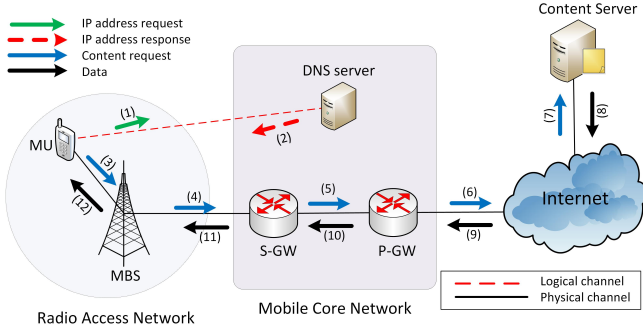 IP address request
IP address response
Content request
Data
Content Server
DNS server
(1)
(2)
(7)
(8)
MU
(3)
(12)
(4)
(5)
(6)
Internet
(11)
(10)
(9)
S-GW
P-GW
MBS
Logical channel
Physical channel
Radio Access Network
Mobile Core Network